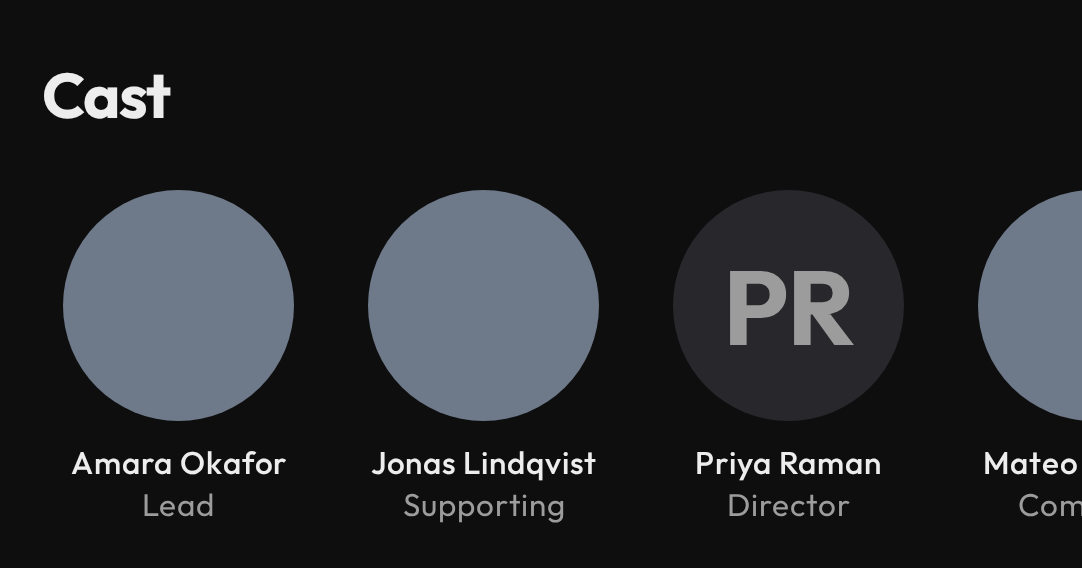 Cast
PR
Amara Okafor
Jonas Lindqvist
Priya Raman
Mateo
Lead
Supporting
Director